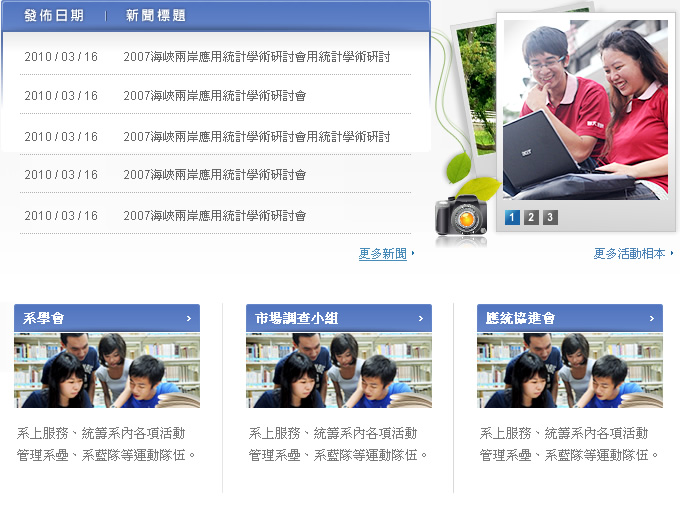 發佈日期 | 新聞標題
2010 / 03 / 16 2007海峽兩岸應用統計學術研討會用統計學術研討
2010 / 03 / 16 2007海峽兩岸應用統計學術研討會
2010 / 03 / 16 2007海峽兩岸應用統計學術研討會用統計學術研討
2010 / 03 / 16 2007海峽兩岸應用統計學術研討會
2010 / 03 / 16 2007海峽兩岸應用統計學術研討會
更多新聞
acer
1 2 3
更多活動相本
系學會
系上服務、統籌系內各項活動
管理系壘、系籃隊等運動隊伍。
市場調查小組
系上服務、統籌系內各項活動
管理系壘、系籃隊等運動隊伍。
應統協進會
系上服務、統籌系內各項活動
管理系壘、系籃隊等運動隊伍。